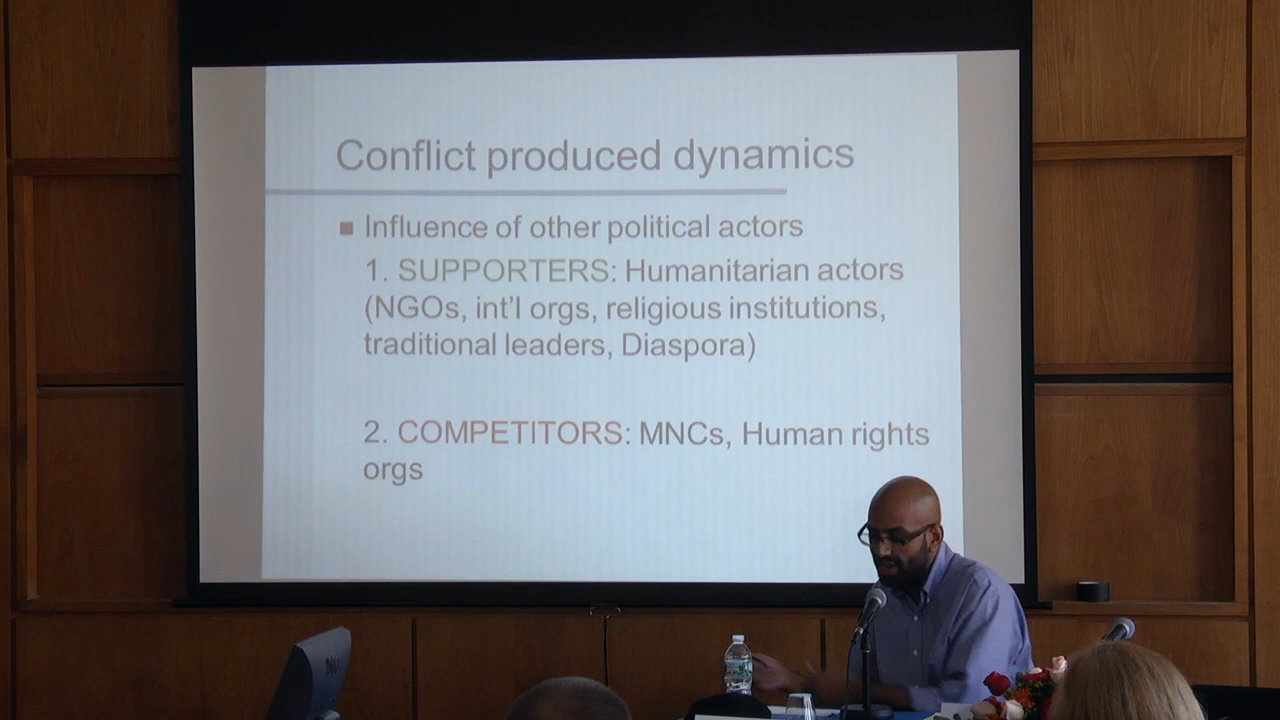 Conflict produced dynamics
Influence of other political actors
1. SUPPORTERS: Humanitarian actors
(NGOs, int'l orgs, religious institutions,
traditional leaders, Diaspora)
2. COMPETITORS: MNCs, Human rights
orgs